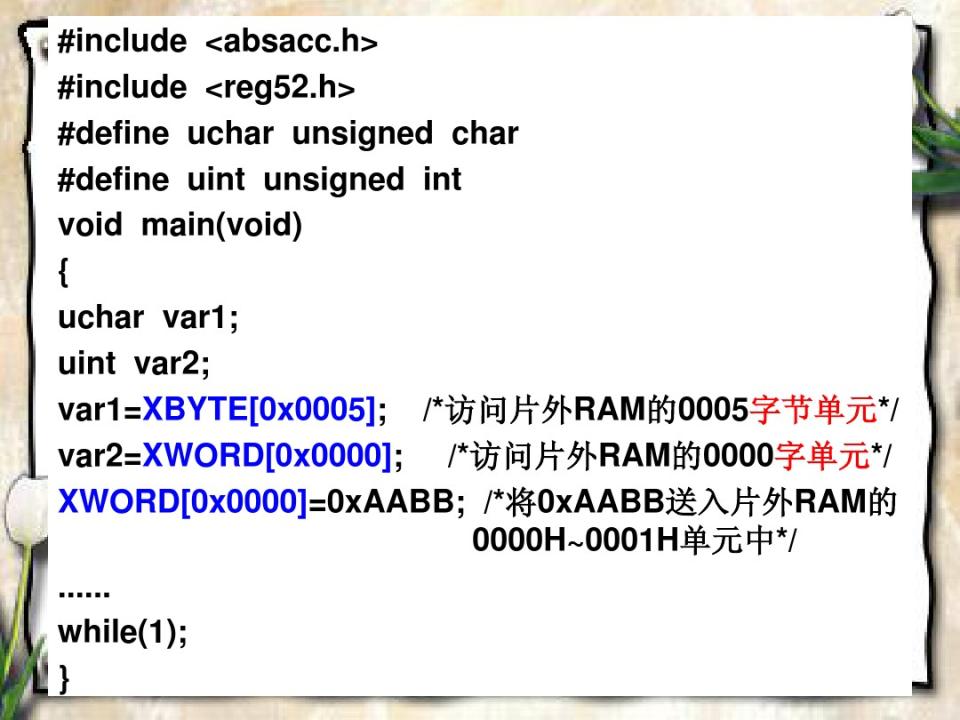 #include <absacc.h>
#include <reg52.h>
#define uchar unsigned char
#define uint unsigned int
void main(void)
{
uchar var1;
uint var2;
var1=XBYTE[0x0005]; /*访问片外RAM的0005字节单元*/
var2=XWORD[0x0000]; /*访问片外RAM的0000字单元*/
XWORD[0x0000]=0xAABB; /*将0xAABB送入片外RAM的
0000H~0001H单元中*/
......
while(1);
}